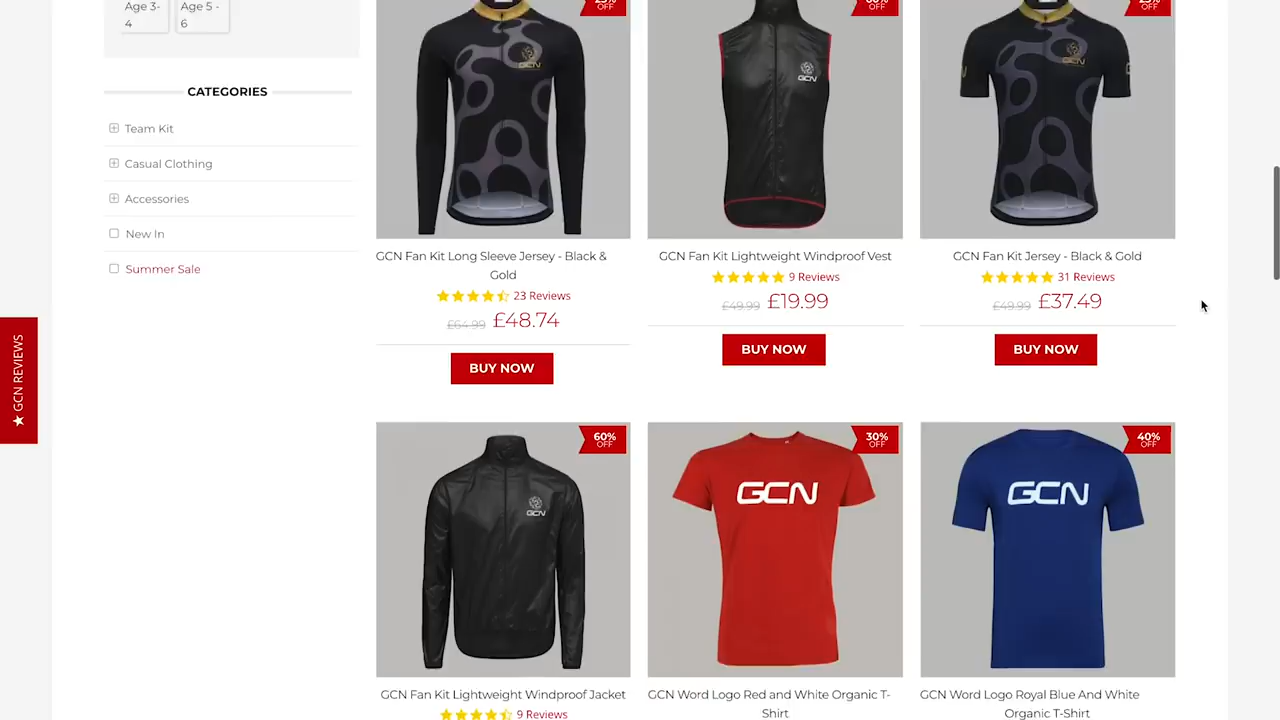 Age 3-
4
Age 5 -
6
CATEGORIES
Team Kit
Casual Clothing
Accessories
New In
Summer Sale
★ GCN REVIEWS
OFF
GCN
GCN Fan Kit Long Sleeve Jersey - Black &
Gold
23 Reviews
£64.99 £48.74
BUY NOW
OFF
GCN
GCN Fan Kit Lightweight Windproof Vest
9 Reviews
£49.99 £19.99
BUY NOW
OFF
GCN
GCN Fan Kit Jersey - Black & Gold
31 Reviews
£49.99 £37.49
BUY NOW
60%
OFF
GCN
GCN Fan Kit Lightweight Windproof Jacket
9 Reviews
30%
OFF
GCN
GCN Word Logo Red and White Organic T-
Shirt
40%
OFF
GCN
GCN Word Logo Royal Blue And White
Organic T-Shirt